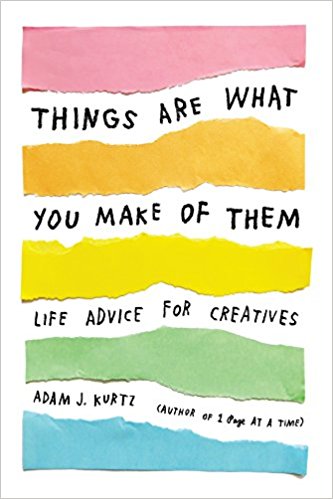 THINGS ARE WHAT
YOU MAKE OF THEM
LIFE ADVICE FOR CREATIVES
ADAM J. KURTZ (AUTHOR OF 1 Page AT A TIME)